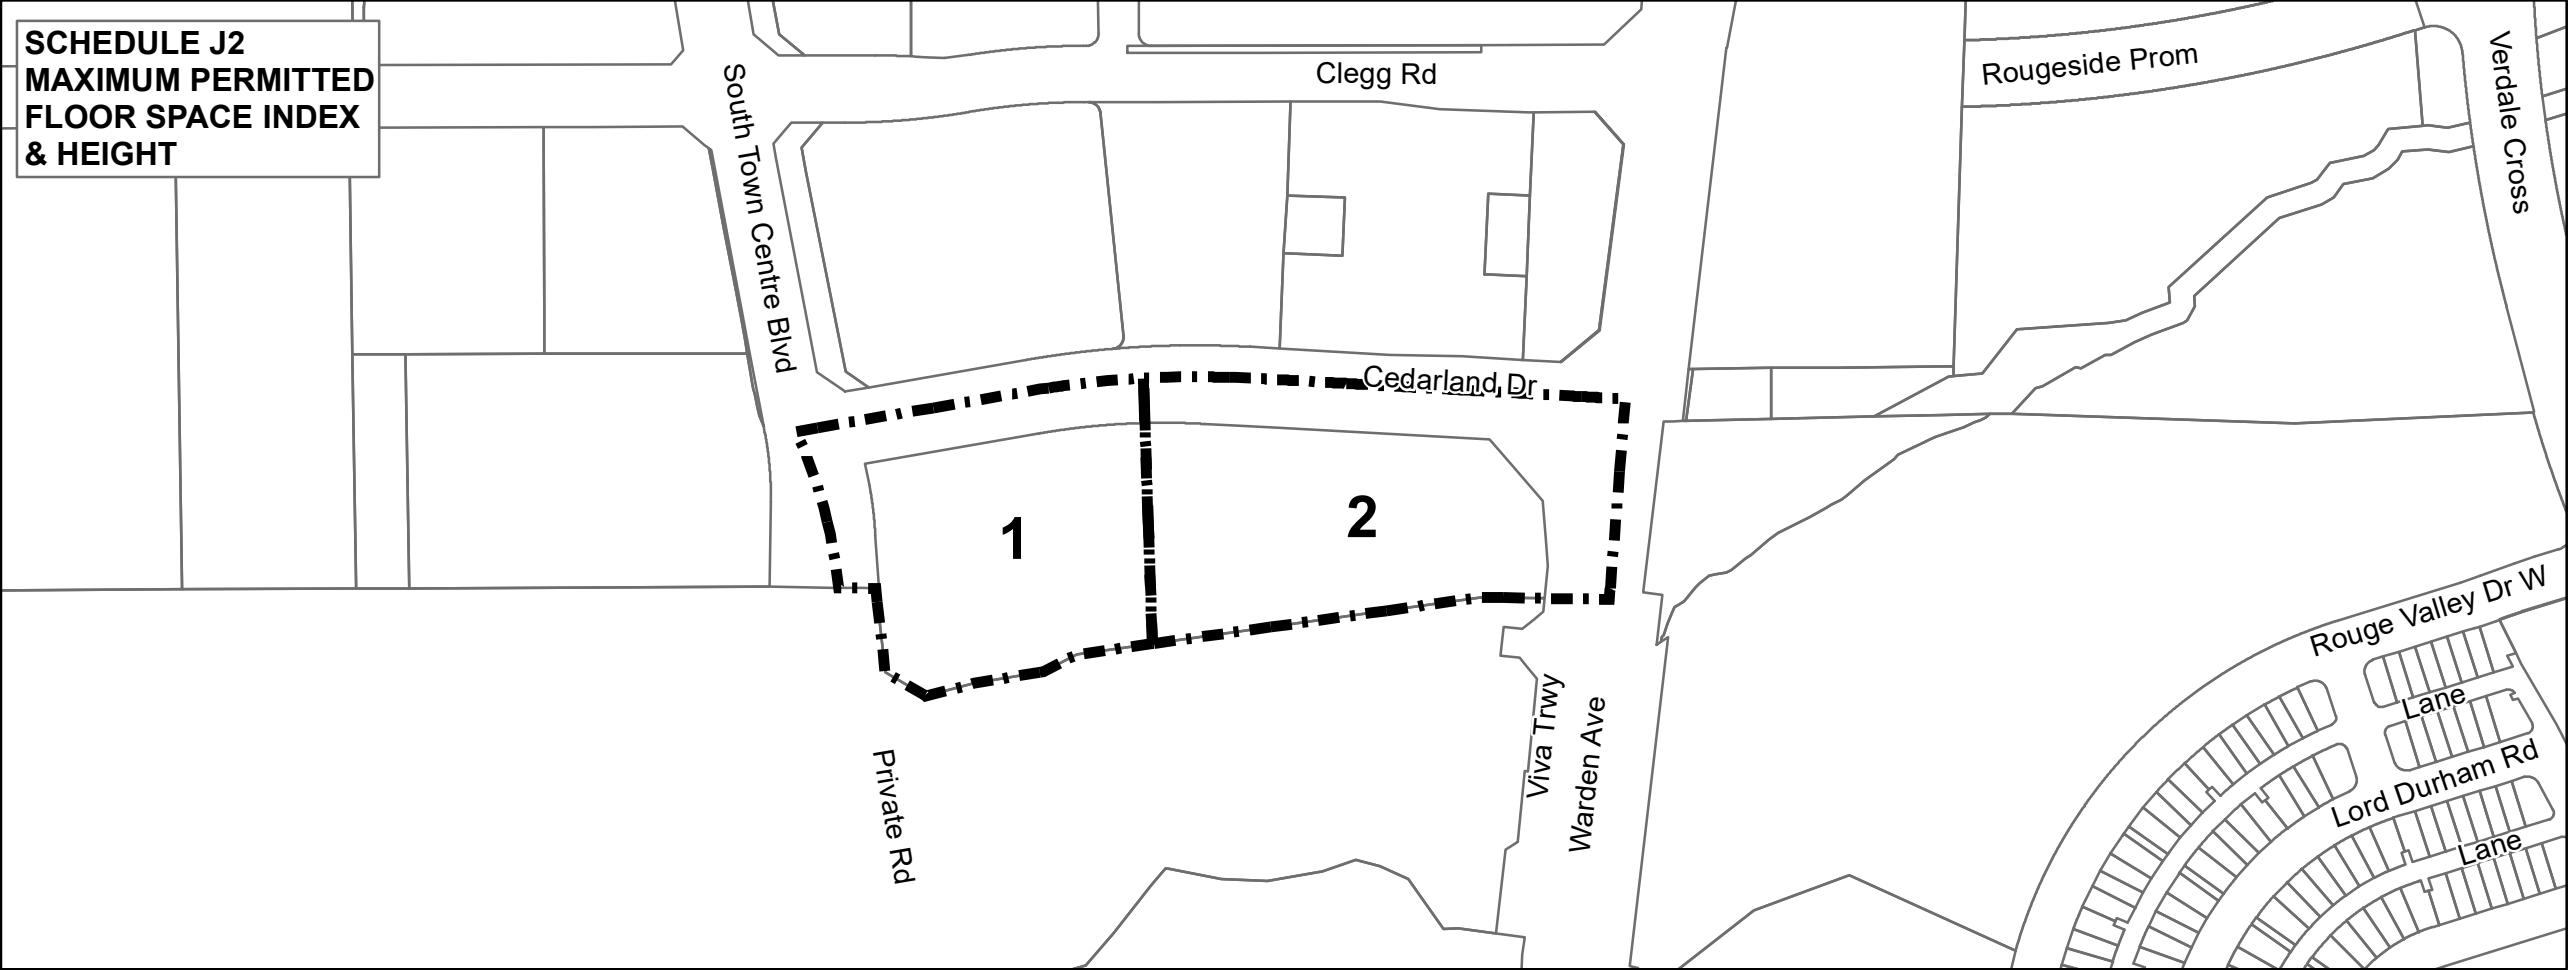 SCHEDULE J2
MAXIMUM PERMITTED
FLOOR SPACE INDEX
& HEIGHT
Clegg Rd
Rougeside Prom
Verdale Cross
South Town Centre Blvd
Cedarland Dr
1
2
Rouge Valley Dr W
Lane
Viva Trwy
Warden Ave
Private Rd
Lord Durham Rd
Lane